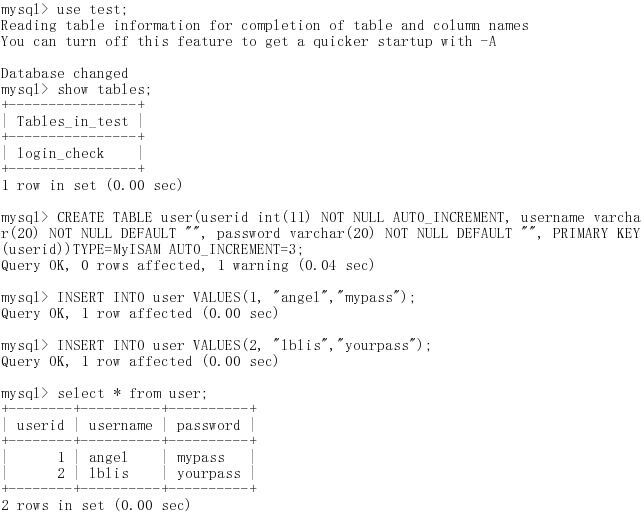 mysql> use test;
Reading table information for completion of table and column names
You can turn off this feature to get a quicker startup with -A
Database changed
mysql> show tables;
+----------------+
| Tables_in_test |
+----------------+
| login_check    |
+----------------+
1 row in set (0.00 sec)
mysql> CREATE TABLE user(userid int(11) NOT NULL AUTO_INCREMENT, username varcha
r(20) NOT NULL DEFAULT "", password varchar(20) NOT NULL DEFAULT "", PRIMARY KEY
(userid))TYPE=MyISAM AUTO_INCREMENT=3;
Query OK, 0 rows affected, 1 warning (0.04 sec)
mysql> INSERT INTO user VALUES(1, "angel","mypass");
Query OK, 1 row affected (0.00 sec)
mysql> INSERT INTO user VALUES(2, "lblis","yourpass");
Query OK, 1 row affected (0.00 sec)
mysql> select * from user;
+--------+----------+----------+
| userid | username | password |
+--------+----------+----------+
|      1 | angel    | mypass   |
|      2 | lblis    | yourpass |
+--------+----------+----------+
2 rows in set (0.00 sec)